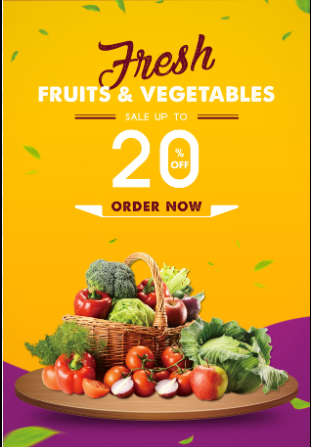 Fresh
FRUITS & VEGETABLES
SALE UP TO
20% OFF
ORDER NOW